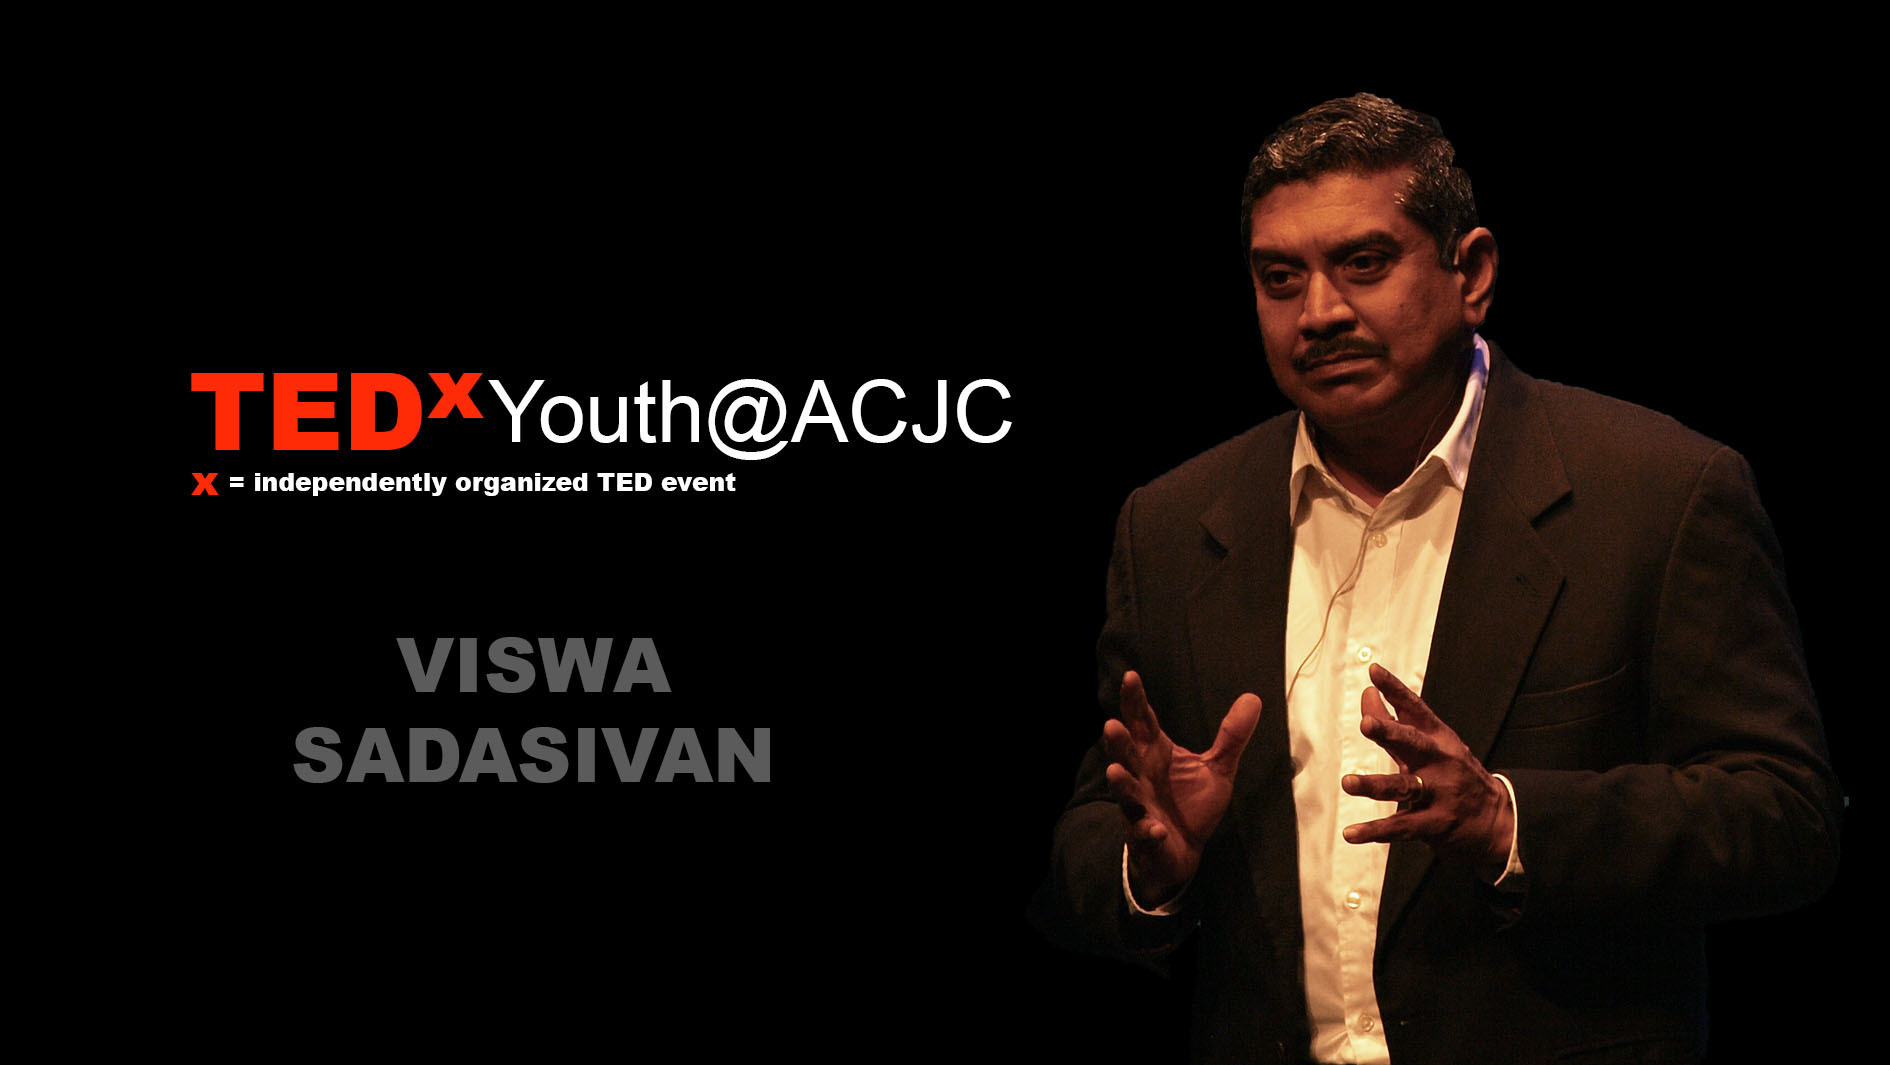 TEDxYouth@ACJC
x = independently organized TED event
VISWA
SADASIVAN